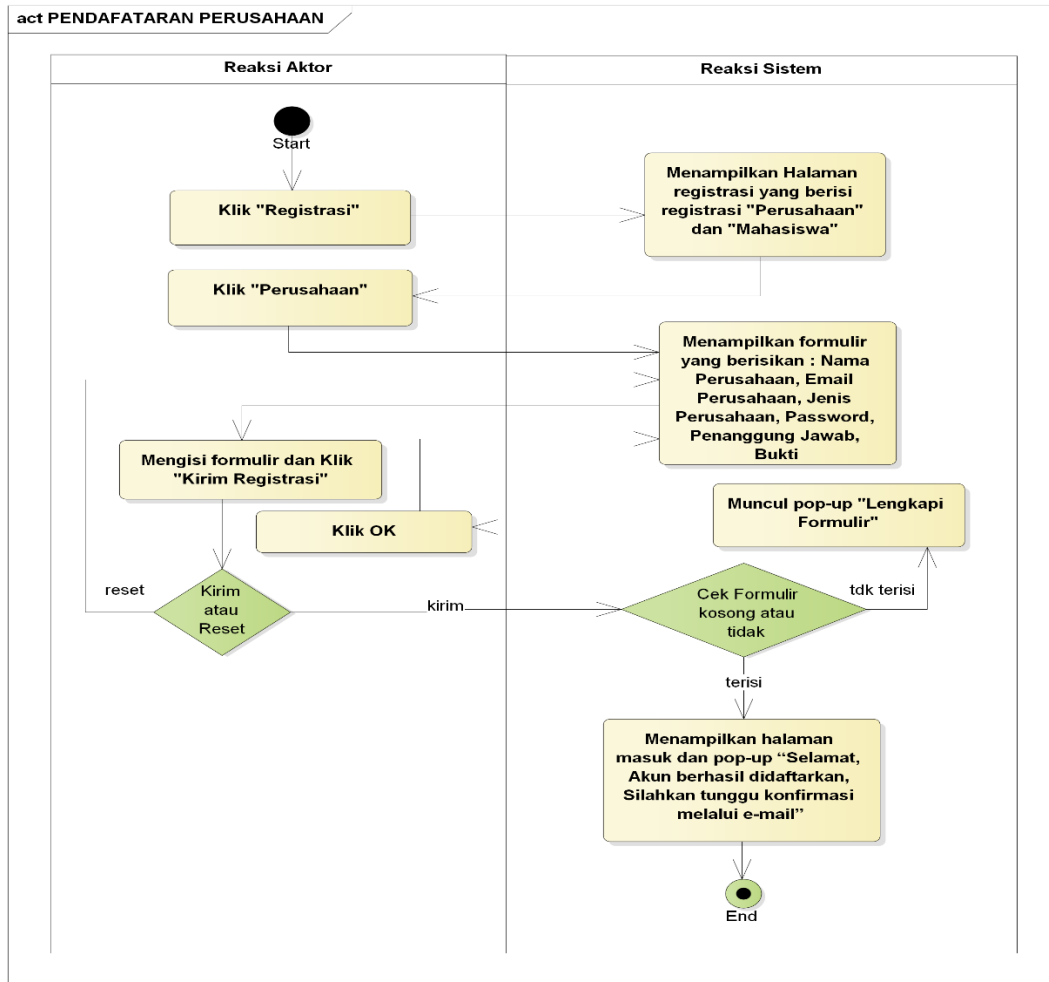 act PENDAFATARAN PERUSAHAAN
Reaksi Aktor
Reaksi Sistem
Start
Klik "Registrasi"
Menampilkan Halaman
registrasi yang berisi
registrasi "Perusahaan"
dan "Mahasiswa"
Klik "Perusahaan"
Menampilkan formulir
yang berisikan : Nama
Perusahaan, Email
Perusahaan, Jenis
Perusahaan, Password,
Penanggung Jawab,
Bukti
Mengisi formulir dan Klik
"Kirim Registrasi"
Muncul pop-up "Lengkapi
Formulir"
Klik OK
reset
Kirim
atau
Reset
kirim
Cek Formulir
kosong atau
tidak
tdk terisi
terisi
Menampilkan halaman
masuk dan pop-up “Selamat,
Akun berhasil didaftarkan,
Silahkan tunggu konfirmasi
melalui e-mail”
End